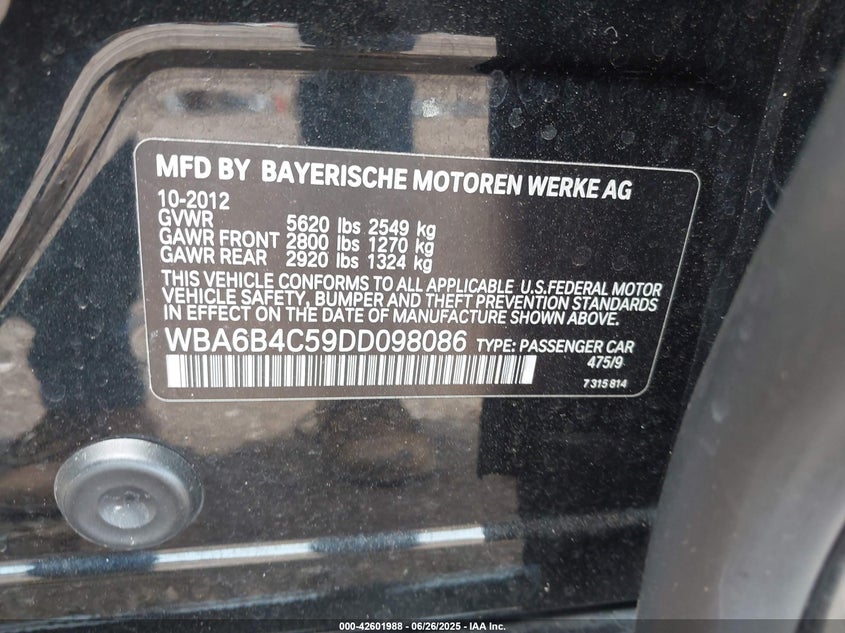 MFD BY BAYERISCHE MOTOREN WERKE AG
10-2012
GVWR 5620 lbs 2549 kg
GAWR FRONT 2800 lbs 1270 kg
GAWR REAR 2920 lbs 1324 kg
THIS VEHICLE CONFORMS TO ALL APPLICABLE U.S.FEDERAL MOTOR
VEHICLE SAFETY, BUMPER AND THEFT PREVENTION STANDARDS
IN EFFECT ON THE DATE OF MANUFACTURE SHOWN ABOVE.
WBA6B4C59DD098086 TYPE: PASSENGER CAR
475/9
7 315 814
000-42601988 - 06/26/2025 - IAA Inc.